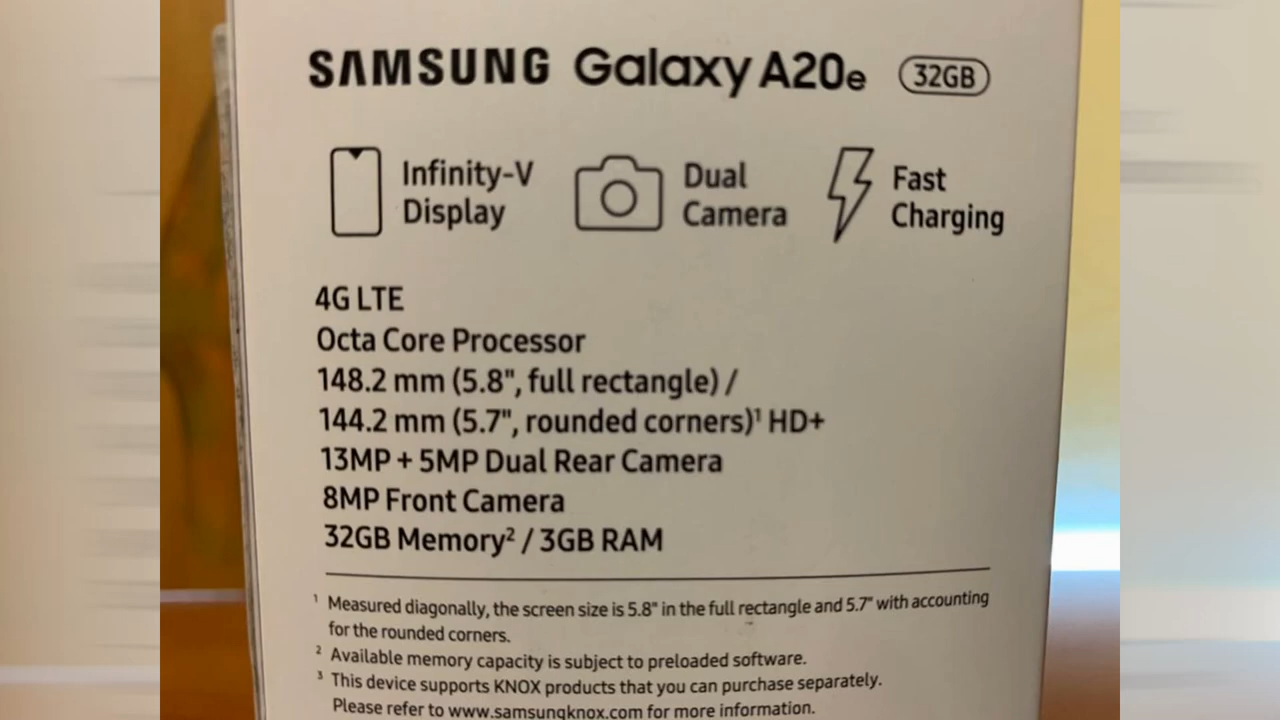 SAMSUNG Galaxy A20e 32GB
Infinity-V Display
Dual Camera
Fast Charging
4G LTE
Octa Core Processor
148.2 mm (5.8", full rectangle) /
144.2 mm (5.7", rounded corners)¹ HD+
13MP + 5MP Dual Rear Camera
8MP Front Camera
32GB Memory² / 3GB RAM
¹ Measured diagonally, the screen size is 5.8" in the full rectangle and 5.7" with accounting
for the rounded corners.
² Available memory capacity is subject to preloaded software.
³ This device supports KNOX products that you can purchase separately.
Please refer to www.samsungknox.com for more information.